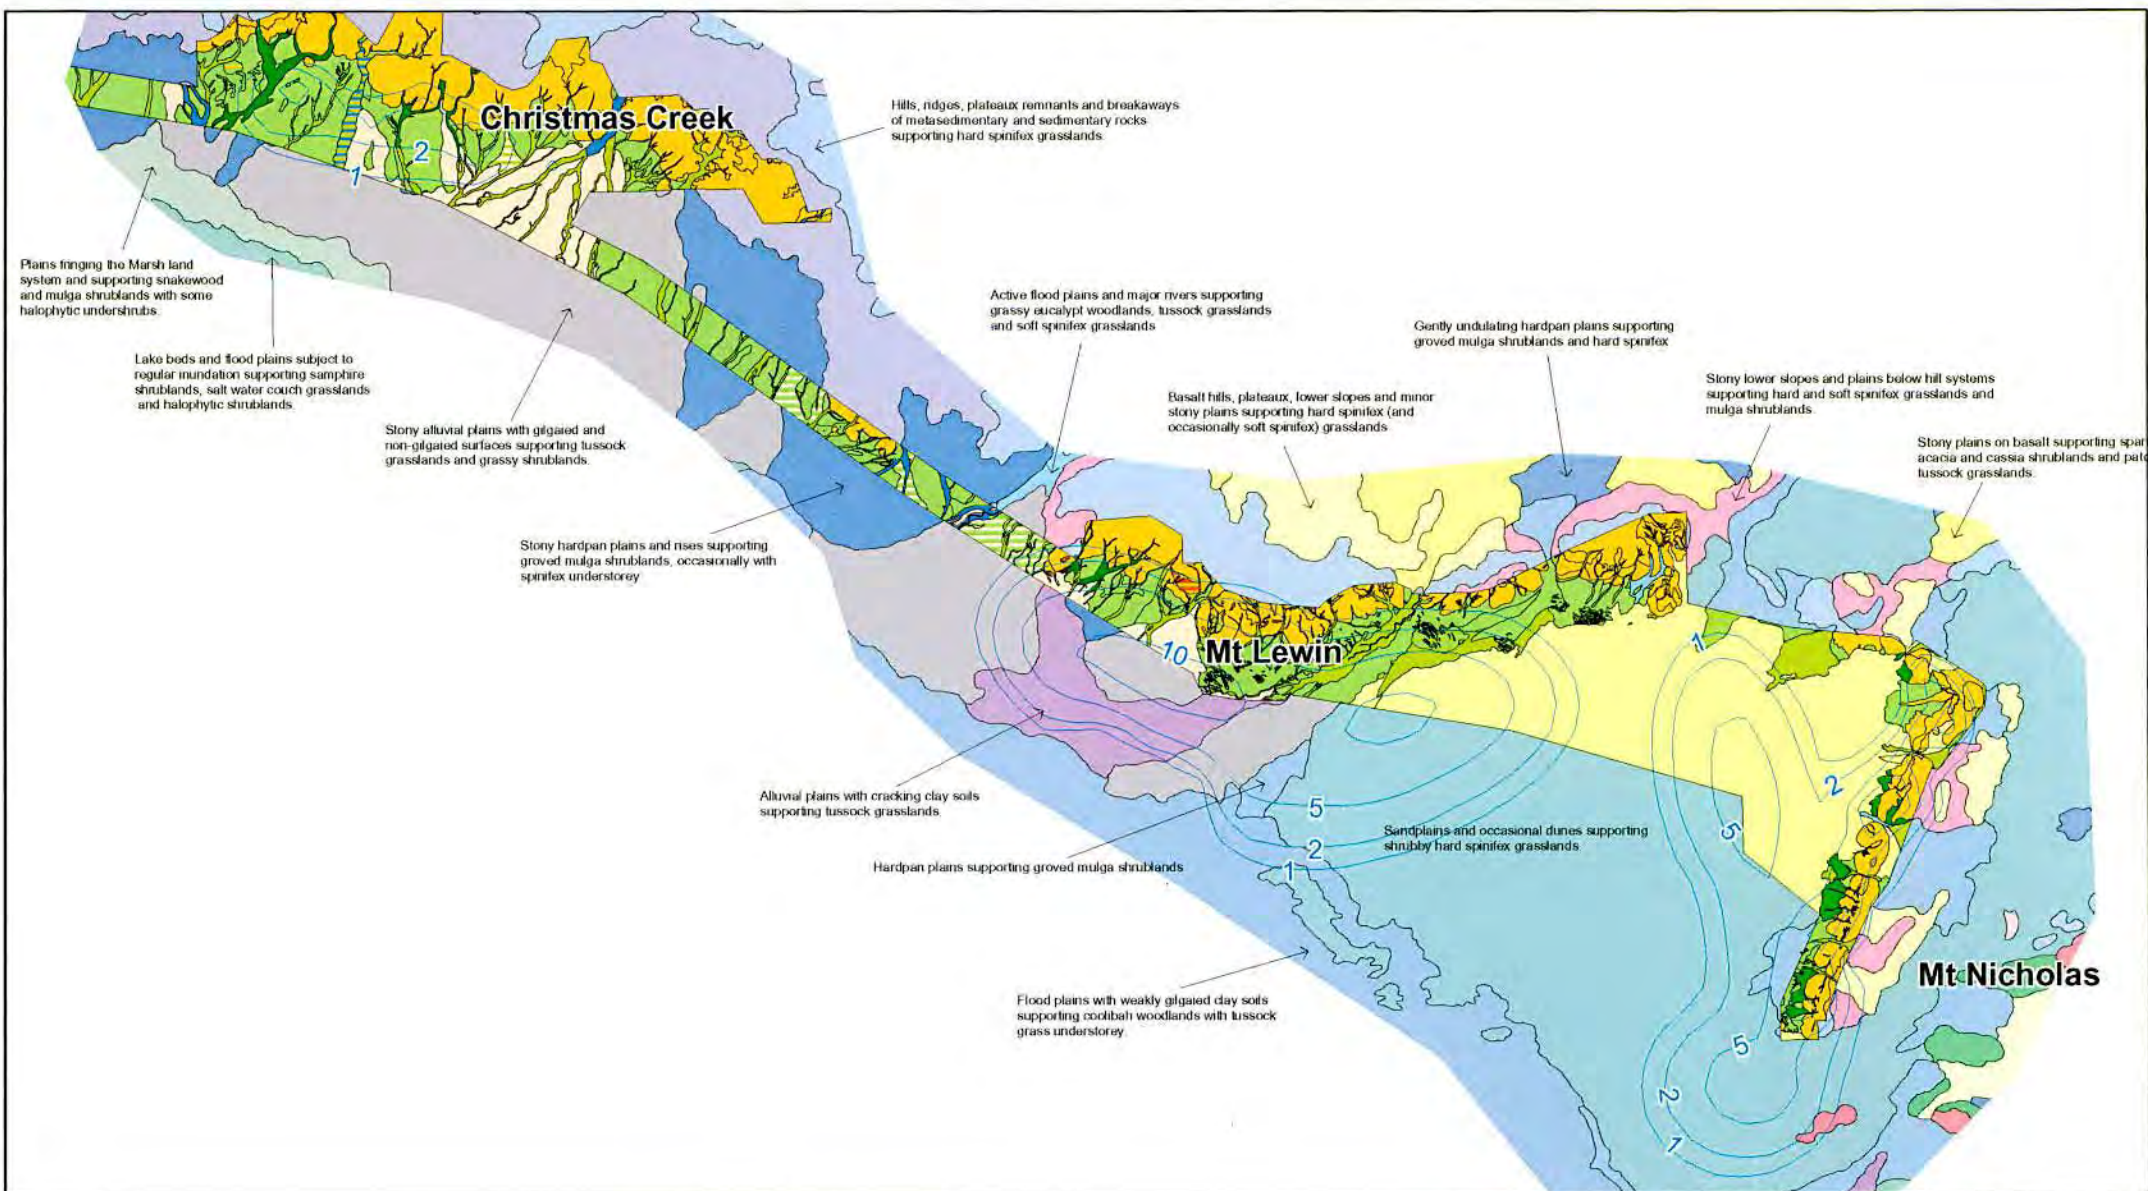 Christmas Creek
Hills, ridges, plateaux remnants and breakaways
of metasedimentary and sedimentary rocks
supporting hard spinifex grasslands.
2
1
Plains fringing the Marsh land
system and supporting snakewood
and mulga shrublands with some
halophytic undershrubs.
Lake beds and flood plains subject to
regular inundation supporting samphire
shrublands, salt water couch grasslands
and halophytic shrublands.
Stony alluvial plains with gilgaied and
non-gilgaied surfaces supporting tussock
grasslands and grassy shrublands.
Stony hardpan plains and rises supporting
groved mulga shrublands, occasionally with
spinifex understorey
Active flood plains and major rivers supporting
grassy eucalypt woodlands, tussock grasslands
and soft spinifex grasslands
Basalt hills, plateaux, lower slopes and minor
stony plains supporting hard spinifex (and
occasionally soft spinifex) grasslands
Gently undulating hardpan plains supporting
groved mulga shrublands and hard spinifex
Stony lower slopes and plains below hill systems
supporting hard and soft spinifex grasslands and
mulga shrublands
Stony plains on basalt supporting
acacia and cassia shrublands and
tussock grasslands.
10
Mt Lewin
1
2
5
Alluvial plains with cracking clay soils
supporting tussock grasslands
5
2
1
Sandplains and occasional dunes supporting
shrubby hard spinifex grasslands
Hardpan plains supporting groved mulga shrublands
Mt Nicholas
Flood plains with weakly gilgaied clay soils
supporting coolibah woodlands with tussock
grass understorey.
5
2
1